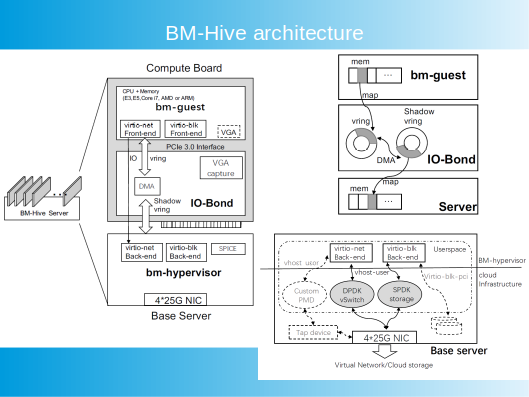 BM-Hive architecture
Compute Board
CPU + Memory
(E3,E5,Core i7, AMD or ARM)
bm-guest
virtio-net
Front-end
virtio-blk
Front-end
VGA
PCIe 3.0 Interface
IO
vring
VGA
capture
DMA
Shadow
vring
IO-Bond
virtio-net
Back-end
virtio-blk
Back-end
SPICE
bm-hypervisor
4*25G NIC
Base Server
BM-Hive Server
mem
...
bm-guest
map
vring
Shadow
vring
DMA
IO-Bond
map
mem
...
Server
virtio-net
Back-end
virtio-blk
Back-end
Userspace
vhost user
vhost-user
BM-hypervisor
cloud
Infrastructure
Virtio-blk-pci
Custom
PMD
DPDK
vSwitch
SPDK
storage
Tap device
4*25G NIC
Base server
Virtual Network/Cloud storage